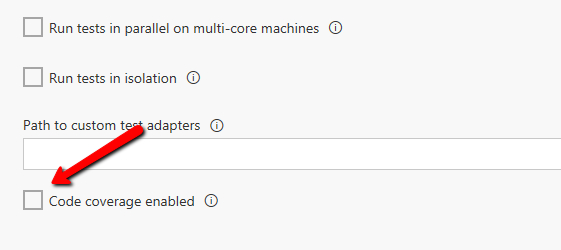 Run tests in parallel on multi-core machines
Run tests in isolation
Path to custom test adapters
Code coverage enabled